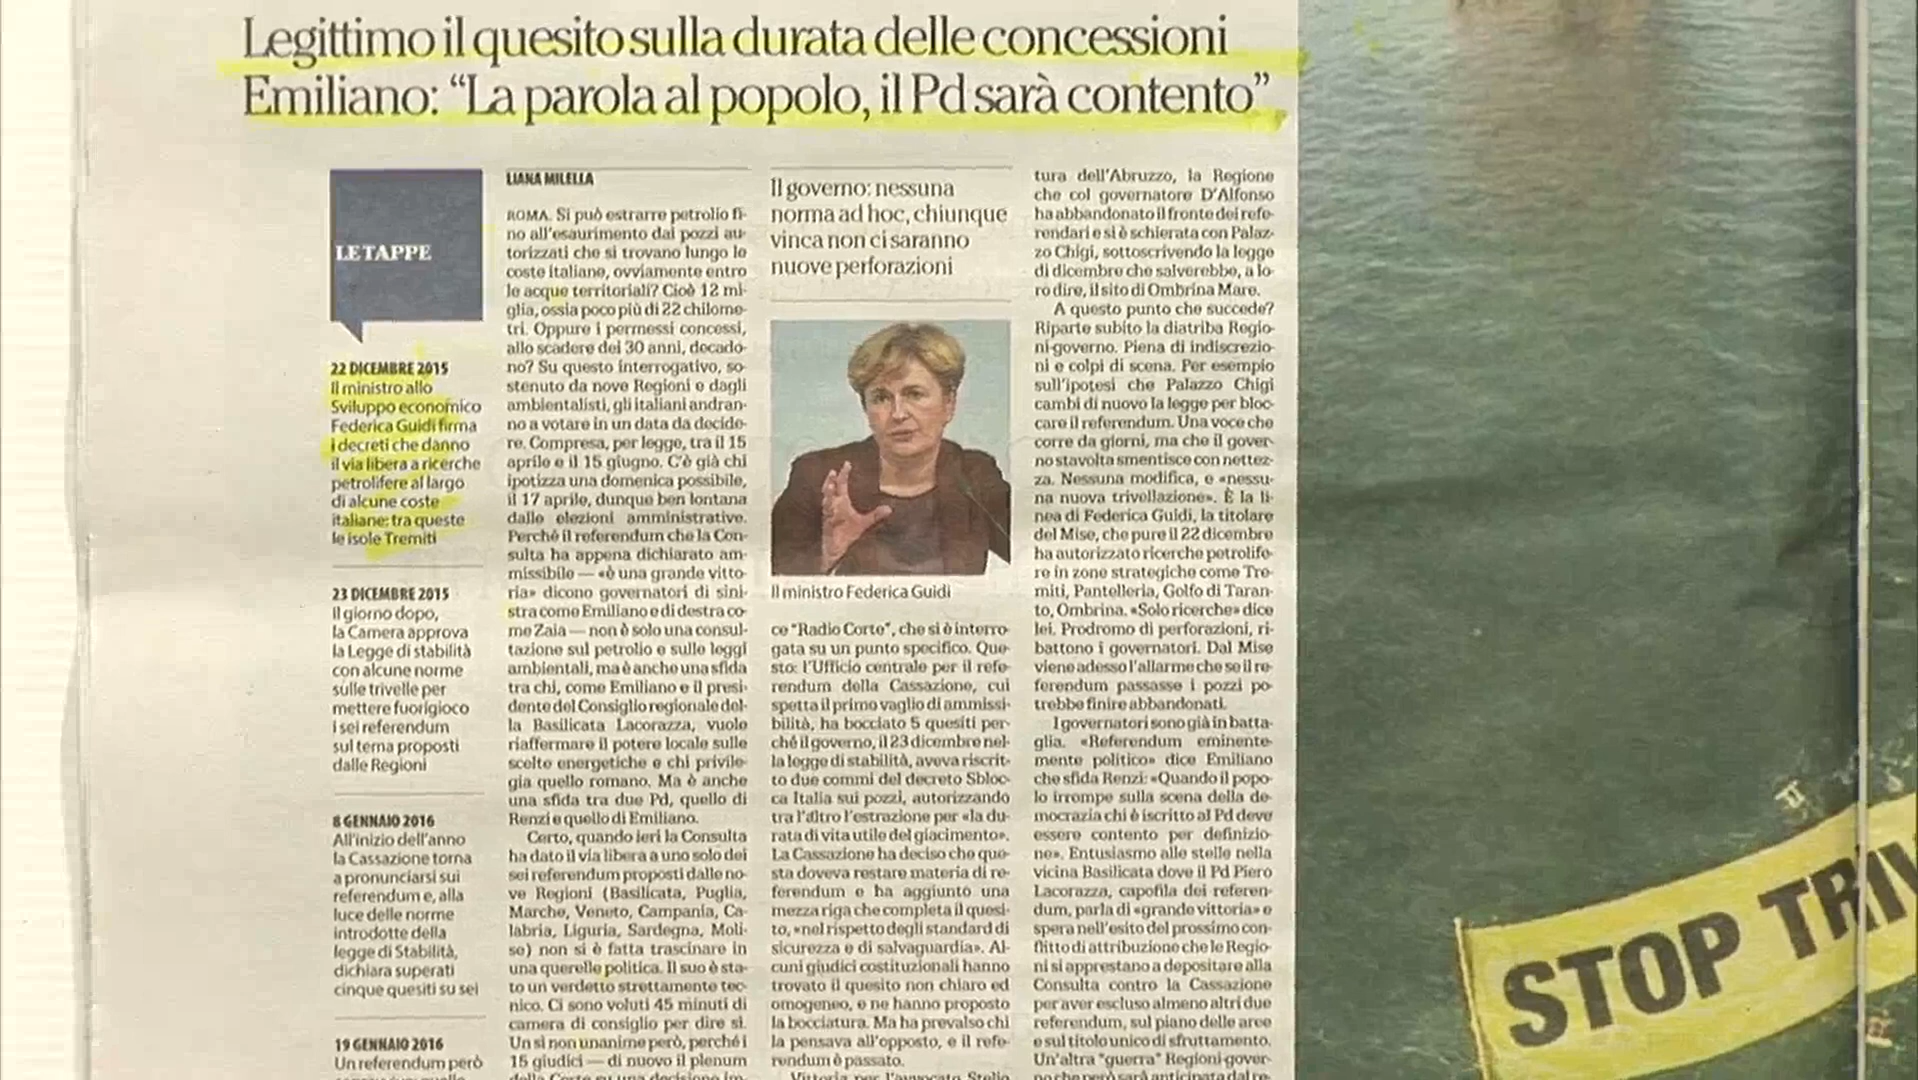 Legittimo il quesito sulla durata delle concessioni
Emiliano: “La parola al popolo, il Pd sarà contento”
LE TAPPE
22 DICEMBRE 2015
Il ministro allo
Sviluppo economico
Federica Guidi firma
i decreti che danno
il via libera a ricerche
petrolifere al largo
di alcune coste
italiane: tra queste
le isole Tremiti
23 DICEMBRE 2015
Il giorno dopo,
la Camera approva
la Legge di stabilità
con alcune norme
sulle trivelle per
mettere fuorigioco
i sei referendum
sul tema proposti
dalle Regioni
8 GENNAIO 2016
All'inizio dell'anno
la Cassazione torna
a pronunciarsi sui
referendum e, alla
luce delle norme
introdotte della
legge di Stabilità,
dichiara superati
cinque quesiti su sei
19 GENNAIO 2016
Un referendum però
LIANA MILELLA
ROMA. Si può estrarre petrolio fi-
no all'esaurimento dai pozzi au-
torizzati che si trovano lungo le
coste italiane, ovviamente entro
le acque territoriali? Cioè 12 mi-
glia, ossia poco più di 22 chilome-
tri. Oppure i permessi concessi,
allo scadere dei 30 anni, decado-
no? Su questo interrogativo, so-
stenuto da nove Regioni e dagli
ambientalisti, gli italiani andran-
no a votare in un data da decide-
re. Compresa, per legge, tra il 15
aprile e il 15 giugno. C'è già chi
ipotizza una domenica possibile,
il 17 aprile, dunque ben lontana
dalle elezioni amministrative.
Perché il referendum che la Con-
sulta ha appena dichiarato am-
missibile — «è una grande vitto-
ria» dicono governatori di sini-
stra come Emiliano e di destra co-
me Zaia — non è solo una consul-
tazione sul petrolio e sulle leggi
ambientali, ma è anche una sfida
tra chi, come Emiliano e il presi-
dente del Consiglio regionale del-
la Basilicata Lacorazza, vuole
riaffermare il potere locale sulle
scelte energetiche e chi privile-
gia quello romano. Ma è anche
una sfida tra due Pd, quello di
Renzi e quello di Emiliano.
Certo, quando ieri la Consulta
ha dato il via libera a uno solo dei
sei referendum proposti dalle no-
ve Regioni (Basilicata, Puglia,
Marche, Veneto, Campania, Ca-
labria, Liguria, Sardegna, Moli-
se) non si è fatta trascinare in
una querelle politica. Il suo è sta-
to un verdetto strettamente tec-
nico. Ci sono voluti 45 minuti di
camera di consiglio per dire sì.
Un sì non unanime però, perché i
15 giudici — di nuovo il plenum
Il governo: nessuna
norma ad hoc, chiunque
vinca non ci saranno
nuove perforazioni
Il ministro Federica Guidi
ce "Radio Corte", che si è interro-
gata su un punto specifico. Que-
sto: l'Ufficio centrale per il refe-
rendum della Cassazione, cui
spetta il primo vaglio di ammissi-
bilità, ha bocciato 5 quesiti per-
ché il governo, il 23 dicembre nel-
la legge di stabilità, aveva riscrit-
to due commi del decreto Sbloc-
ca Italia sui pozzi, autorizzando
tra l'altro l'estrazione per «la du-
rata di vita utile del giacimento».
La Cassazione ha deciso che que-
sta doveva restare materia di re-
ferendum e ha aggiunto una
mezza riga che completa il quesi-
to, «nel rispetto degli standard di
sicurezza e di salvaguardia». Al-
cuni giudici costituzionali hanno
trovato il quesito non chiaro ed
omogeneo, e ne hanno proposto
la bocciatura. Ma ha prevalso chi
la pensava all'opposto, e il refe-
rendum è passato.
Vittoria per l'avvocato Stelio
tura dell'Abruzzo, la Regione
che col governatore D'Alfonso
ha abbandonato il fronte dei refe-
rendari e si è schierata con Palaz-
zo Chigi, sottoscrivendo la legge
di dicembre che salverebbe, a lo-
ro dire, il sito di Ombrina Mare.
A questo punto che succede?
Riparte subito la diatriba Regio-
ni-governo. Piena di indiscrezio-
ni e colpi di scena. Per esempio
sull'ipotesi che Palazzo Chigi
cambi di nuovo la legge per bloc-
care il referendum. Una voce che
corre da giorni, ma che il gover-
no stavolta smentisce con nettez-
za. Nessuna modifica, e «nessu-
na nuova trivellazione». È la li-
nea di Federica Guidi, la titolare
del Mise, che pure il 22 dicembre
ha autorizzato ricerche petrolife-
re in zone strategiche come Tre-
miti, Pantelleria, Golfo di Taran-
to, Ombrina. «Solo ricerche» dice
lei. Prodromo di perforazioni, ri-
battono i governatori. Dal Mise
viene adesso l'allarme che se il re-
ferendum passasse i pozzi po-
trebbe finire abbandonati.
I governatori sono già in batta-
glia. «Referendum eminente-
mente politico» dice Emiliano
che sfida Renzi: «Quando il popo-
lo irrompe sulla scena della de-
mocrazia chi è iscritto al Pd deve
essere contento per definizio-
ne». Entusiasmo alle stelle nella
vicina Basilicata dove il Pd Piero
Lacorazza, capofila dei referen-
dum, parla di «grande vittoria» e
spera nell'esito del prossimo con-
flitto di attribuzione che le Regio-
ni si apprestano a depositare alla
Consulta contro la Cassazione
per aver escluso almeno altri due
referendum, sul piano delle aree
e sul titolo unico di sfruttamento.
Un'altra "guerra" Regioni-gover-
no che però sarà anticipata dal re-
STOP TRIV